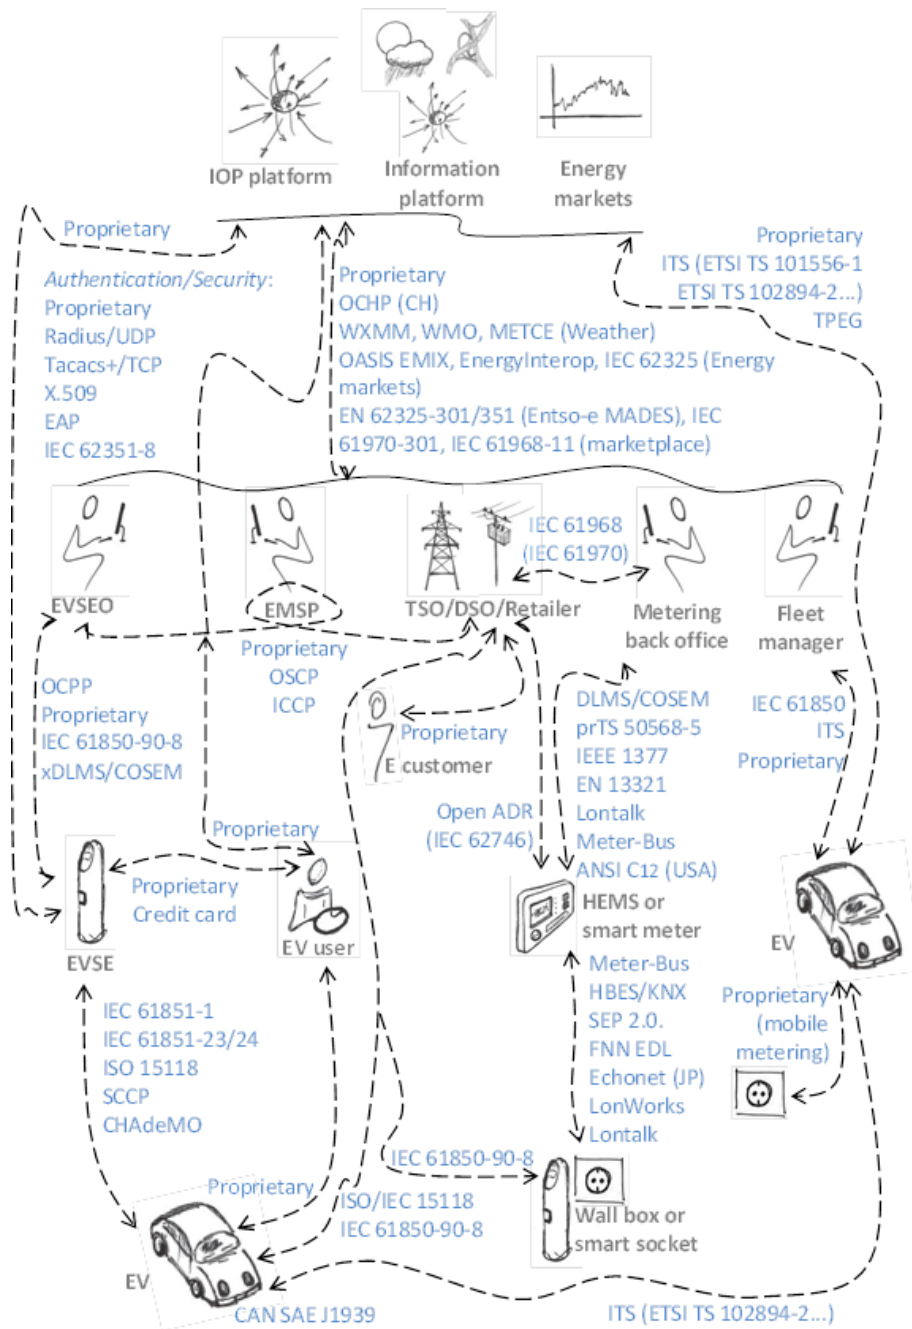 IOP platform
Information
platform
Energy
markets
Proprietary
Authentication/Security:
Proprietary
Radius/UDP
Tacacs+/TCP
X.509
EAP
IEC 62351-8
Proprietary
OCHP (CH)
WXMM, WMO, METCE (Weather)
OASIS EMIX, EnergyInterop, IEC 62325 (Energy
markets)
EN 62325-301/351 (Entso-e MADES), IEC
61970-301, IEC 61968-11 (marketplace)
Proprietary
ITS (ETSI TS 101556-1
ETSI TS 102894-2...)
TPEG
IEC 61968
(IEC 61970)
EVSEO
EMSP
TSO/DSO/Retailer
Metering
back office
Fleet
manager
Proprietary
OSCP
ICCP
OCPP
Proprietary
IEC 61850-90-8
xDLMS/COSEM
Proprietary
E customer
DLMS/COSEM
prTS 50568-5
IEEE 1377
EN 13321
Lontalk
Meter-Bus
ANSI C12 (USA)
IEC 61850
ITS
Proprietary
Open ADR
(IEC 62746)
Proprietary
Proprietary
Credit card
EVSE
EV user
HEMS or
smart meter
EV
IEC 61851-1
IEC 61851-23/24
ISO 15118
SCCP
CHAdeMO
Meter-Bus
HBES/KNX
SEP 2.0.
FNN EDL
Echonet (JP)
LonWorks
Lontalk
Proprietary
(mobile
metering)
IEC 61850-90-8
Proprietary
ISO/IEC 15118
IEC 61850-90-8
Wall box or
smart socket
EV
CAN SAE J1939
ITS (ETSI TS 102894-2...)